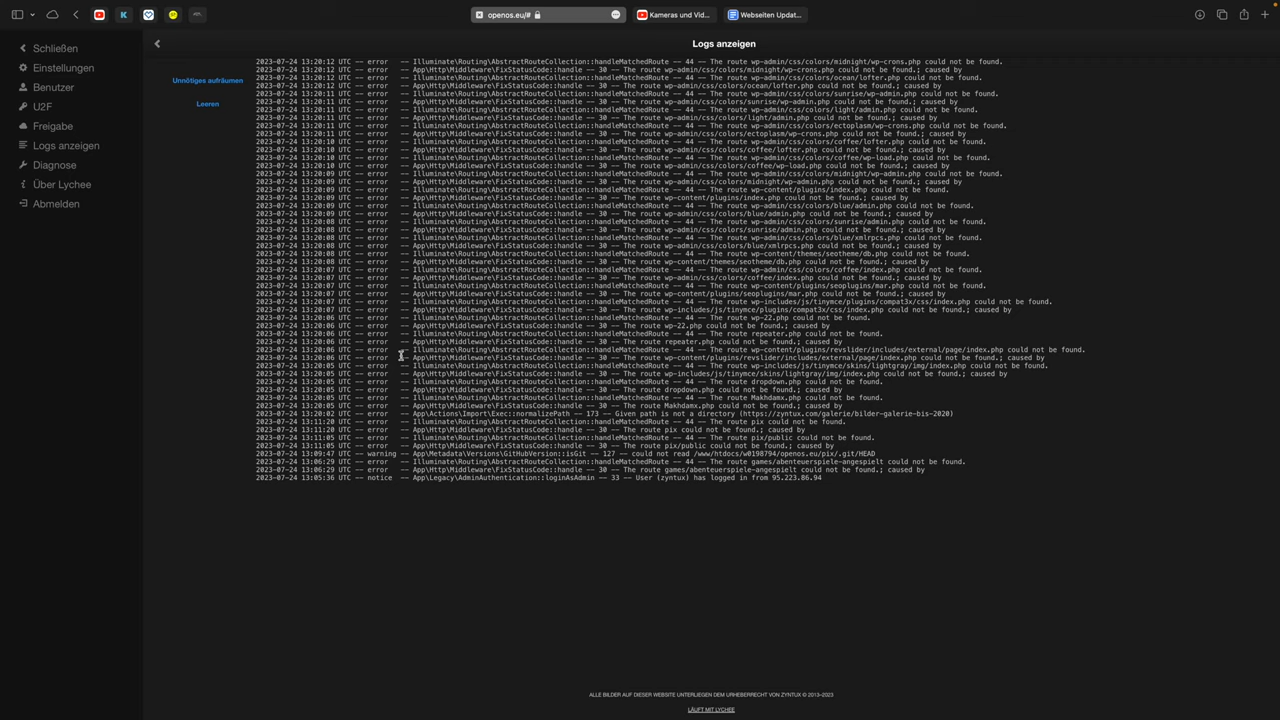 openos.eu/#
Kameras und Vid...
Webseiten Updat...
Logs anzeigen
Schließen
Einstellungen
Benutzer
U2F
Freigabe
Logs anzeigen
Diagnose
Über Lychee
Abmelden
Unnötiges aufräumen
Leeren
2023-07-24 13:20:12 UTC -- error -- Illuminate\Routing\AbstractRouteCollection::handleMatchedRoute -- 44 -- The route wp-admin/css/colors/midnight/wp-crons.php could not be found.
2023-07-24 13:20:12 UTC -- error -- App\Http\Middleware\FixStatusCode::handle -- 30 -- The route wp-admin/css/colors/midnight/wp-crons.php could not be found.; caused by
2023-07-24 13:20:12 UTC -- error -- Illuminate\Routing\AbstractRouteCollection::handleMatchedRoute -- 44 -- The route wp-admin/css/colors/ocean/lofter.php could not be found.
2023-07-24 13:20:12 UTC -- error -- App\Http\Middleware\FixStatusCode::handle -- 30 -- The route wp-admin/css/colors/ocean/lofter.php could not be found.; caused by
2023-07-24 13:20:11 UTC -- error -- Illuminate\Routing\AbstractRouteCollection::handleMatchedRoute -- 44 -- The route wp-admin/css/colors/sunrise/wp-admin.php could not be found.
2023-07-24 13:20:11 UTC -- error -- App\Http\Middleware\FixStatusCode::handle -- 30 -- The route wp-admin/css/colors/sunrise/wp-admin.php could not be found.; caused by
2023-07-24 13:20:11 UTC -- error -- Illuminate\Routing\AbstractRouteCollection::handleMatchedRoute -- 44 -- The route wp-admin/css/colors/light/admin.php could not be found.
2023-07-24 13:20:11 UTC -- error -- App\Http\Middleware\FixStatusCode::handle -- 30 -- The route wp-admin/css/colors/light/admin.php could not be found.; caused by
2023-07-24 13:20:11 UTC -- error -- Illuminate\Routing\AbstractRouteCollection::handleMatchedRoute -- 44 -- The route wp-admin/css/colors/ectoplasm/wp-crons.php could not be found.
2023-07-24 13:20:11 UTC -- error -- App\Http\Middleware\FixStatusCode::handle -- 30 -- The route wp-admin/css/colors/ectoplasm/wp-crons.php could not be found.; caused by
2023-07-24 13:20:10 UTC -- error -- Illuminate\Routing\AbstractRouteCollection::handleMatchedRoute -- 44 -- The route wp-admin/css/colors/coffee/lofter.php could not be found.
2023-07-24 13:20:10 UTC -- error -- App\Http\Middleware\FixStatusCode::handle -- 30 -- The route wp-admin/css/colors/coffee/lofter.php could not be found.; caused by
2023-07-24 13:20:10 UTC -- error -- Illuminate\Routing\AbstractRouteCollection::handleMatchedRoute -- 44 -- The route wp-admin/css/colors/coffee/wp-load.php could not be found.
2023-07-24 13:20:10 UTC -- error -- App\Http\Middleware\FixStatusCode::handle -- 30 -- The route wp-admin/css/colors/coffee/wp-load.php could not be found.; caused by
2023-07-24 13:20:09 UTC -- error -- Illuminate\Routing\AbstractRouteCollection::handleMatchedRoute -- 44 -- The route wp-admin/css/colors/midnight/wp-admin.php could not be found.
2023-07-24 13:20:09 UTC -- error -- App\Http\Middleware\FixStatusCode::handle -- 30 -- The route wp-admin/css/colors/midnight/wp-admin.php could not be found.; caused by
2023-07-24 13:20:09 UTC -- error -- Illuminate\Routing\AbstractRouteCollection::handleMatchedRoute -- 44 -- The route wp-content/plugins/index.php could not be found.
2023-07-24 13:20:09 UTC -- error -- App\Http\Middleware\FixStatusCode::handle -- 30 -- The route wp-content/plugins/index.php could not be found.; caused by
2023-07-24 13:20:09 UTC -- error -- Illuminate\Routing\AbstractRouteCollection::handleMatchedRoute -- 44 -- The route wp-admin/css/colors/blue/admin.php could not be found.
2023-07-24 13:20:09 UTC -- error -- App\Http\Middleware\FixStatusCode::handle -- 30 -- The route wp-admin/css/colors/blue/admin.php could not be found.; caused by
2023-07-24 13:20:08 UTC -- error -- Illuminate\Routing\AbstractRouteCollection::handleMatchedRoute -- 44 -- The route wp-admin/css/colors/sunrise/admin.php could not be found.
2023-07-24 13:20:08 UTC -- error -- App\Http\Middleware\FixStatusCode::handle -- 30 -- The route wp-admin/css/colors/sunrise/admin.php could not be found.; caused by
2023-07-24 13:20:08 UTC -- error -- Illuminate\Routing\AbstractRouteCollection::handleMatchedRoute -- 44 -- The route wp-admin/css/colors/blue/xmlrpcs.php could not be found.
2023-07-24 13:20:08 UTC -- error -- App\Http\Middleware\FixStatusCode::handle -- 30 -- The route wp-admin/css/colors/blue/xmlrpcs.php could not be found.; caused by
2023-07-24 13:20:08 UTC -- error -- Illuminate\Routing\AbstractRouteCollection::handleMatchedRoute -- 44 -- The route wp-content/themes/seotheme/db.php could not be found.
2023-07-24 13:20:08 UTC -- error -- App\Http\Middleware\FixStatusCode::handle -- 30 -- The route wp-content/themes/seotheme/db.php could not be found.; caused by
2023-07-24 13:20:07 UTC -- error -- Illuminate\Routing\AbstractRouteCollection::handleMatchedRoute -- 44 -- The route wp-admin/css/colors/coffee/index.php could not be found.
2023-07-24 13:20:08 UTC -- error -- App\Http\Middleware\FixStatusCode::handle -- 30 -- The route wp-admin/css/colors/coffee/index.php could not be found.; caused by
2023-07-24 13:20:07 UTC -- error -- Illuminate\Routing\AbstractRouteCollection::handleMatchedRoute -- 44 -- The route wp-content/plugins/seoplugins/mar.php could not be found.
2023-07-24 13:20:07 UTC -- error -- App\Http\Middleware\FixStatusCode::handle -- 30 -- The route wp-content/plugins/seoplugins/mar.php could not be found.; caused by
2023-07-24 13:20:07 UTC -- error -- Illuminate\Routing\AbstractRouteCollection::handleMatchedRoute -- 44 -- The route wp-includes/js/tinymce/plugins/compat3x/css/index.php could not be found.
2023-07-24 13:20:07 UTC -- error -- App\Http\Middleware\FixStatusCode::handle -- 30 -- The route wp-includes/js/tinymce/plugins/compat3x/css/index.php could not be found.; caused by
2023-07-24 13:20:06 UTC -- error -- Illuminate\Routing\AbstractRouteCollection::handleMatchedRoute -- 44 -- The route wp-22.php could not be found.
2023-07-24 13:20:06 UTC -- error -- App\Http\Middleware\FixStatusCode::handle -- 30 -- The route wp-22.php could not be found.; caused by
2023-07-24 13:20:06 UTC -- error -- Illuminate\Routing\AbstractRouteCollection::handleMatchedRoute -- 44 -- The route repeater.php could not be found.
2023-07-24 13:20:06 UTC -- error -- App\Http\Middleware\FixStatusCode::handle -- 30 -- The route repeater.php could not be found.; caused by
2023-07-24 13:20:06 UTC -- error -- Illuminate\Routing\AbstractRouteCollection::handleMatchedRoute -- 44 -- The route wp-content/plugins/revslider/includes/external/page/index.php could not be found.
2023-07-24 13:20:06 UTC -- error -- App\Http\Middleware\FixStatusCode::handle -- 30 -- The route wp-content/plugins/revslider/includes/external/page/index.php could not be found.; caused by
2023-07-24 13:20:05 UTC -- error -- Illuminate\Routing\AbstractRouteCollection::handleMatchedRoute -- 44 -- The route wp-includes/js/tinymce/skins/lightgray/img/index.php could not be found.
2023-07-24 13:20:05 UTC -- error -- App\Http\Middleware\FixStatusCode::handle -- 30 -- The route wp-includes/js/tinymce/skins/lightgray/img/index.php could not be found.; caused by
2023-07-24 13:20:05 UTC -- error -- Illuminate\Routing\AbstractRouteCollection::handleMatchedRoute -- 44 -- The route dropdown.php could not be found.
2023-07-24 13:20:05 UTC -- error -- App\Http\Middleware\FixStatusCode::handle -- 30 -- The route dropdown.php could not be found.; caused by
2023-07-24 13:20:05 UTC -- error -- Illuminate\Routing\AbstractRouteCollection::handleMatchedRoute -- 44 -- The route Makhdamx.php could not be found.
2023-07-24 13:20:05 UTC -- error -- App\Http\Middleware\FixStatusCode::handle -- 30 -- The route Makhdamx.php could not be found.; caused by
2023-07-24 13:20:02 UTC -- error -- App\Actions\Import\Exec::normalizePath -- 173 -- Given path is not a directory (https://zyntux.com/galerie/bilder-galerie-bis-2020)
2023-07-24 13:11:20 UTC -- error -- Illuminate\Routing\AbstractRouteCollection::handleMatchedRoute -- 44 -- The route pix could not be found.
2023-07-24 13:11:20 UTC -- error -- App\Http\Middleware\FixStatusCode::handle -- 30 -- The route pix could not be found.; caused by
2023-07-24 13:11:05 UTC -- error -- Illuminate\Routing\AbstractRouteCollection::handleMatchedRoute -- 44 -- The route pix/public could not be found.
2023-07-24 13:11:05 UTC -- error -- App\Http\Middleware\FixStatusCode::handle -- 30 -- The route pix/public could not be found.; caused by
2023-07-24 13:09:47 UTC -- warning -- App\Metadata\Versions\GitHubVersion::isGit -- 127 -- could not read /www/htdocs/w0198794/openos.eu/pix/.git/HEAD
2023-07-24 13:06:29 UTC -- error -- Illuminate\Routing\AbstractRouteCollection::handleMatchedRoute -- 44 -- The route games/abenteuerspiele-angespielt could not be found.
2023-07-24 13:06:29 UTC -- error -- App\Http\Middleware\FixStatusCode::handle -- 30 -- The route games/abenteuerspiele-angespielt could not be found.; caused by
2023-07-24 13:05:36 UTC -- notice -- App\Legacy\AdminAuthentication::loginAsAdmin -- 33 -- User (zyntux) has logged in from 95.223.86.94
ALLE BILDER AUF DIESER WEBSITE UNTERLIEGEN DEM URHEBERRECHT VON ZYNTUX © 2013–2023
LÄUFT MIT LYCHEE